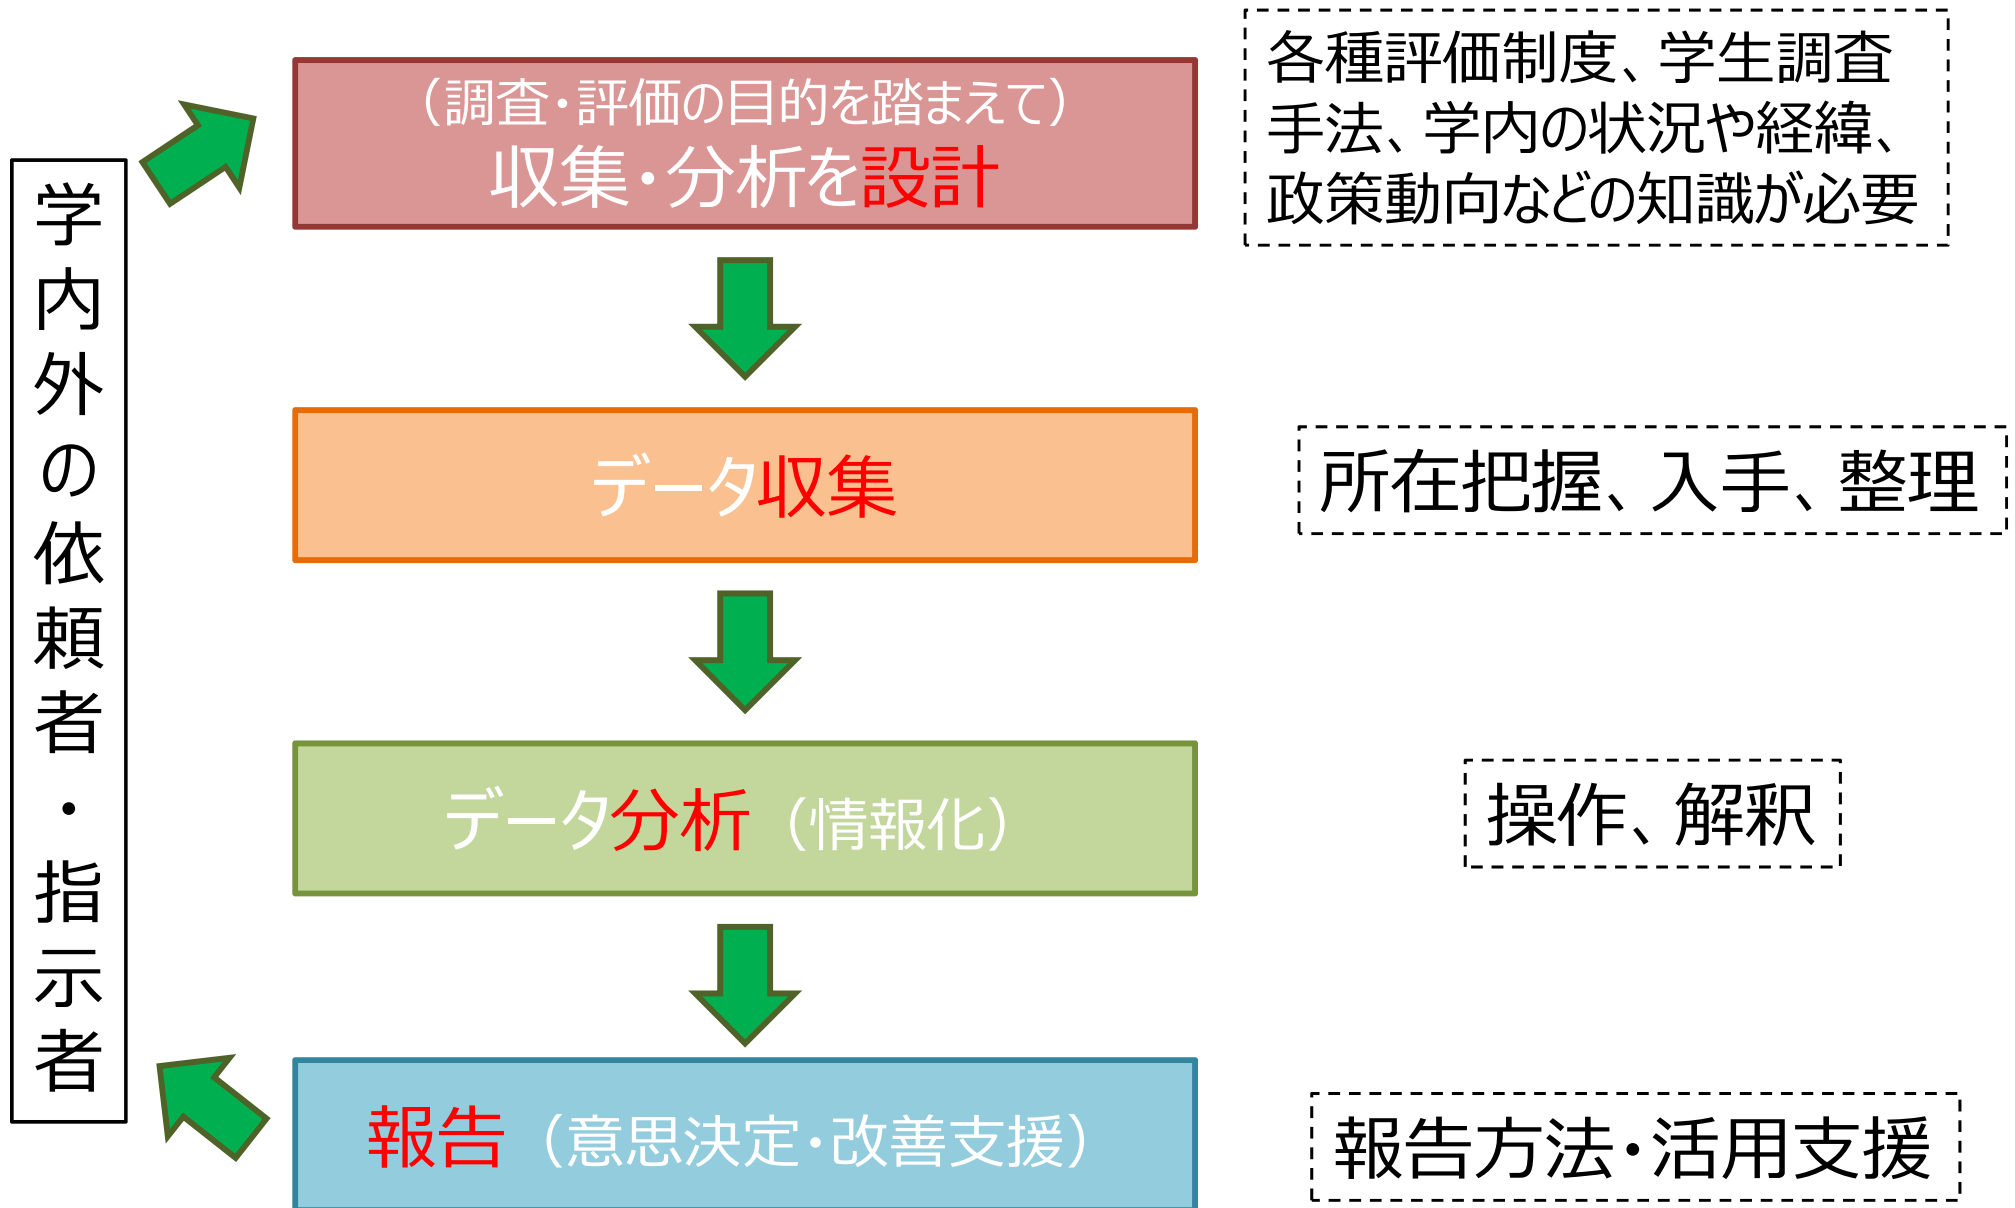 学内外の依頼者・指示者
（調査・評価の目的を踏まえて）
収集・分析を設計
各種評価制度、学生調査
手法、学内の状況や経緯、
政策動向などの知識が必要
データ収集
所在把握、入手、整理
データ分析（情報化）
操作、解釈
報告（意思決定・改善支援）
報告方法・活用支援